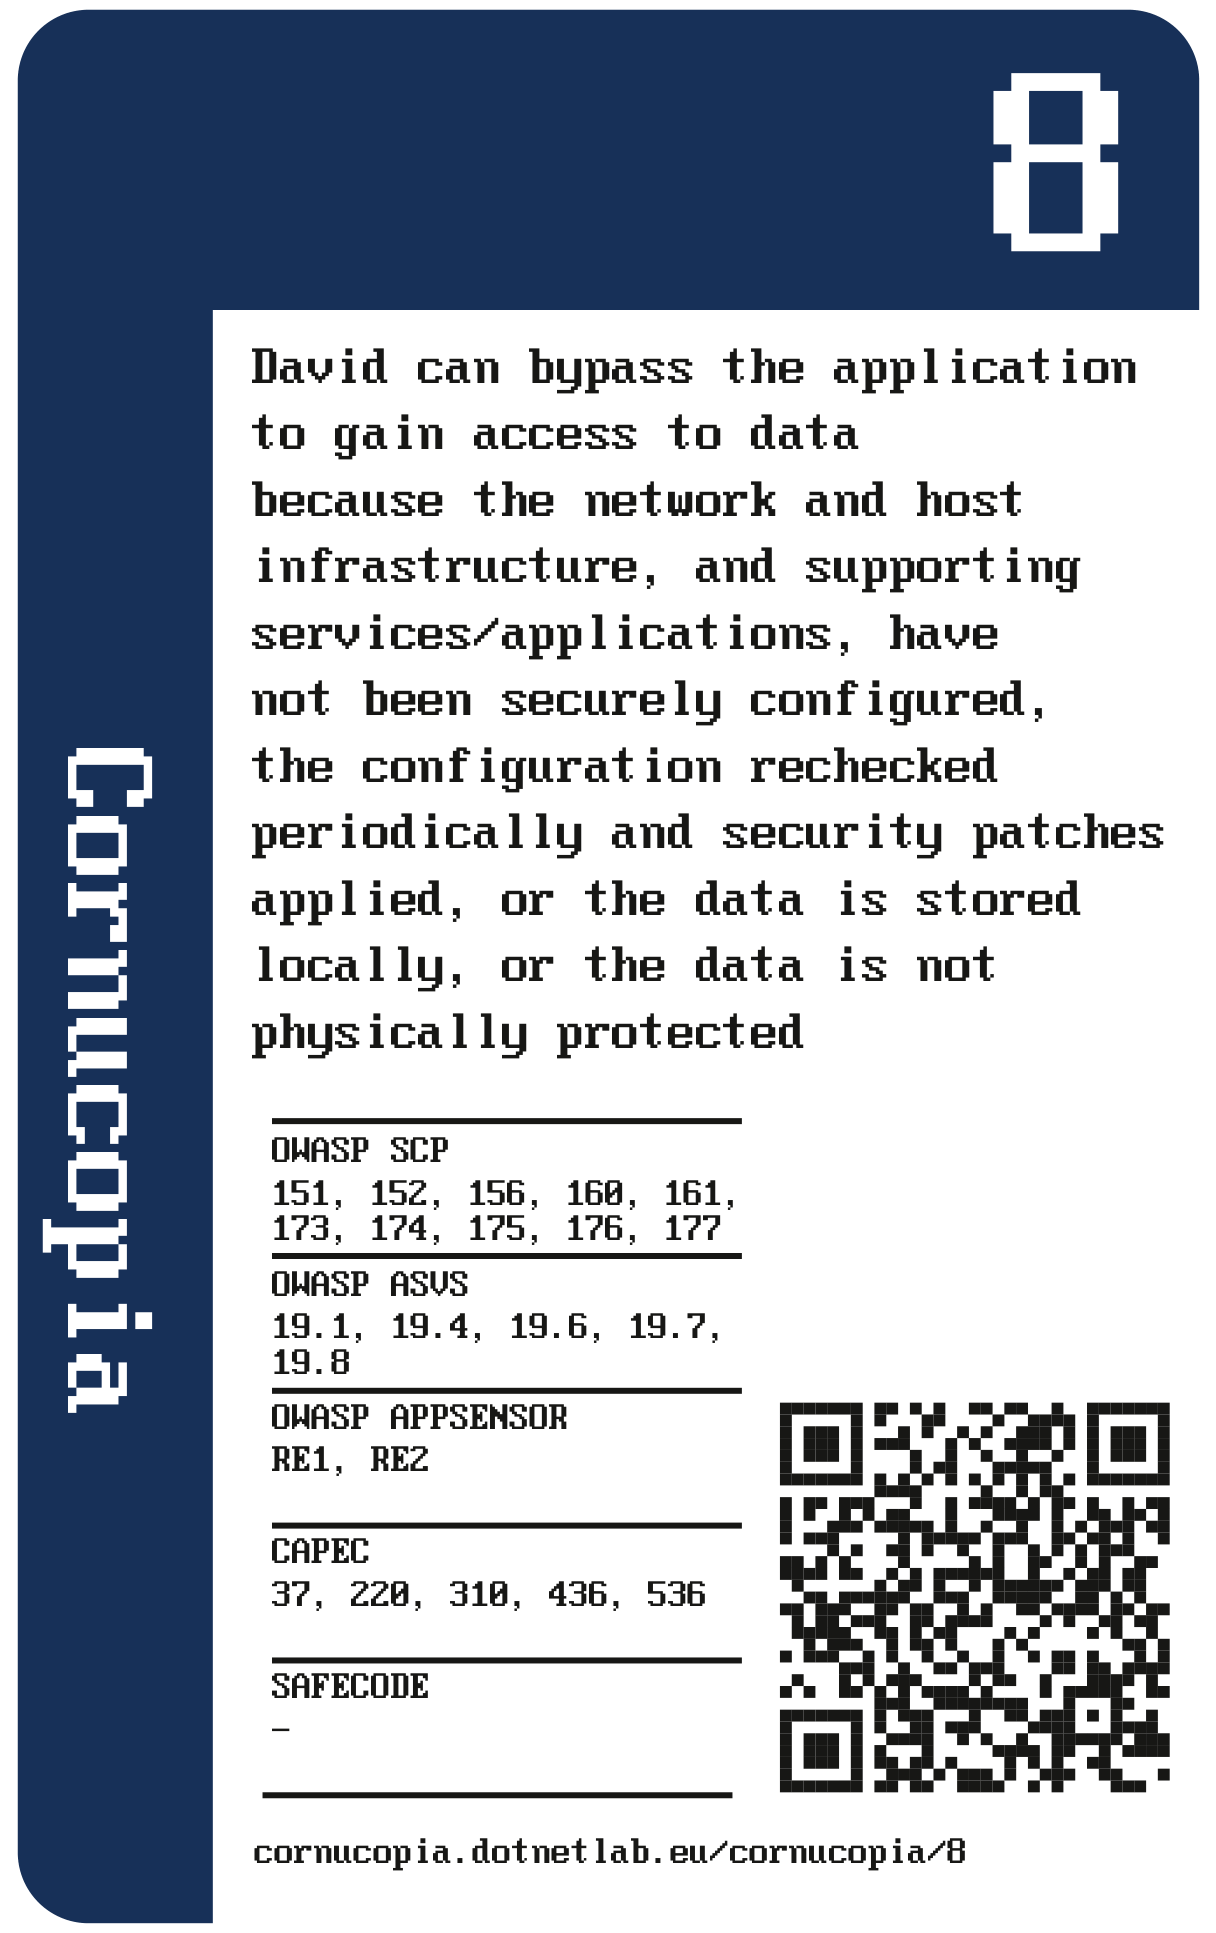 8
David can bypass the application
to gain access to data
because the network and host
infrastructure, and supporting
services/applications, have
not been securely configured,
the configuration rechecked
periodically and security patches
applied, or the data is stored
locally, or the data is not
physically protected
Cornucopia
OWASP SCP
151, 152, 156, 160, 161,
173, 174, 175, 176, 177
OWASP ASVS
19.1, 19.4, 19.6, 19.7,
19.8
OWASP APPSENSOR
RE1, RE2
CAPEC
37, 220, 310, 436, 536
SAFECODE
–
cornucopia.dotnetlab.eu/cornucopia/8